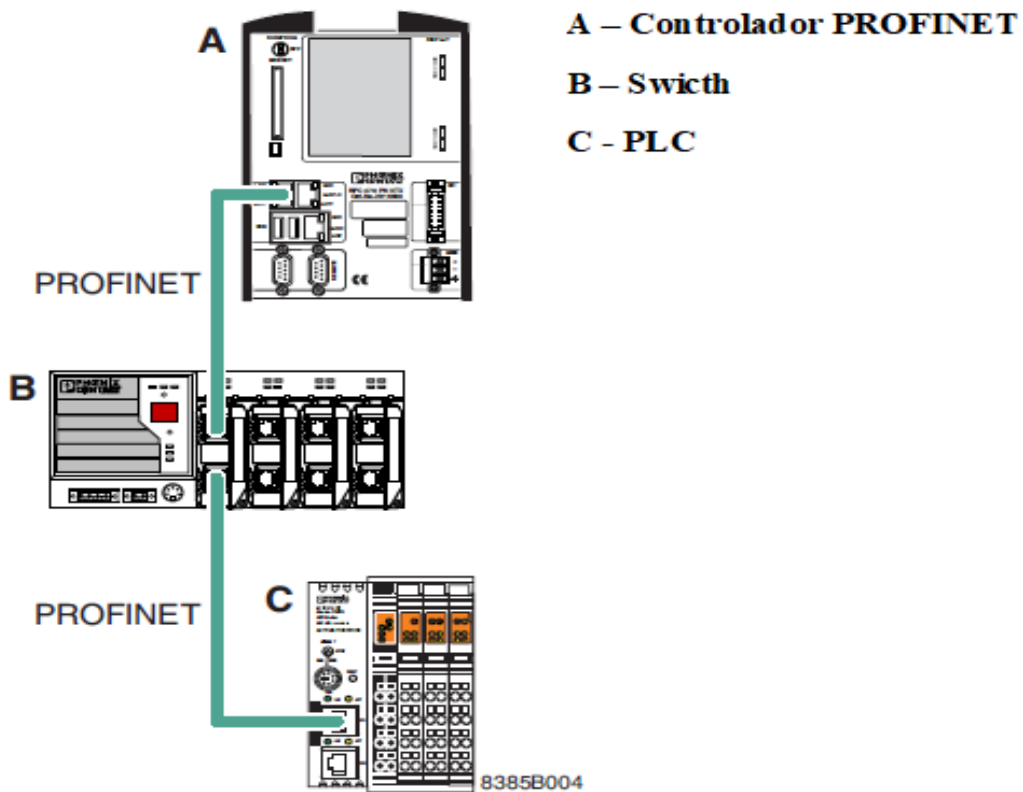 A
A – Controlador PROFINET
B – Swicth
C - PLC
PROFINET
B
PROFINET
C
8385B004